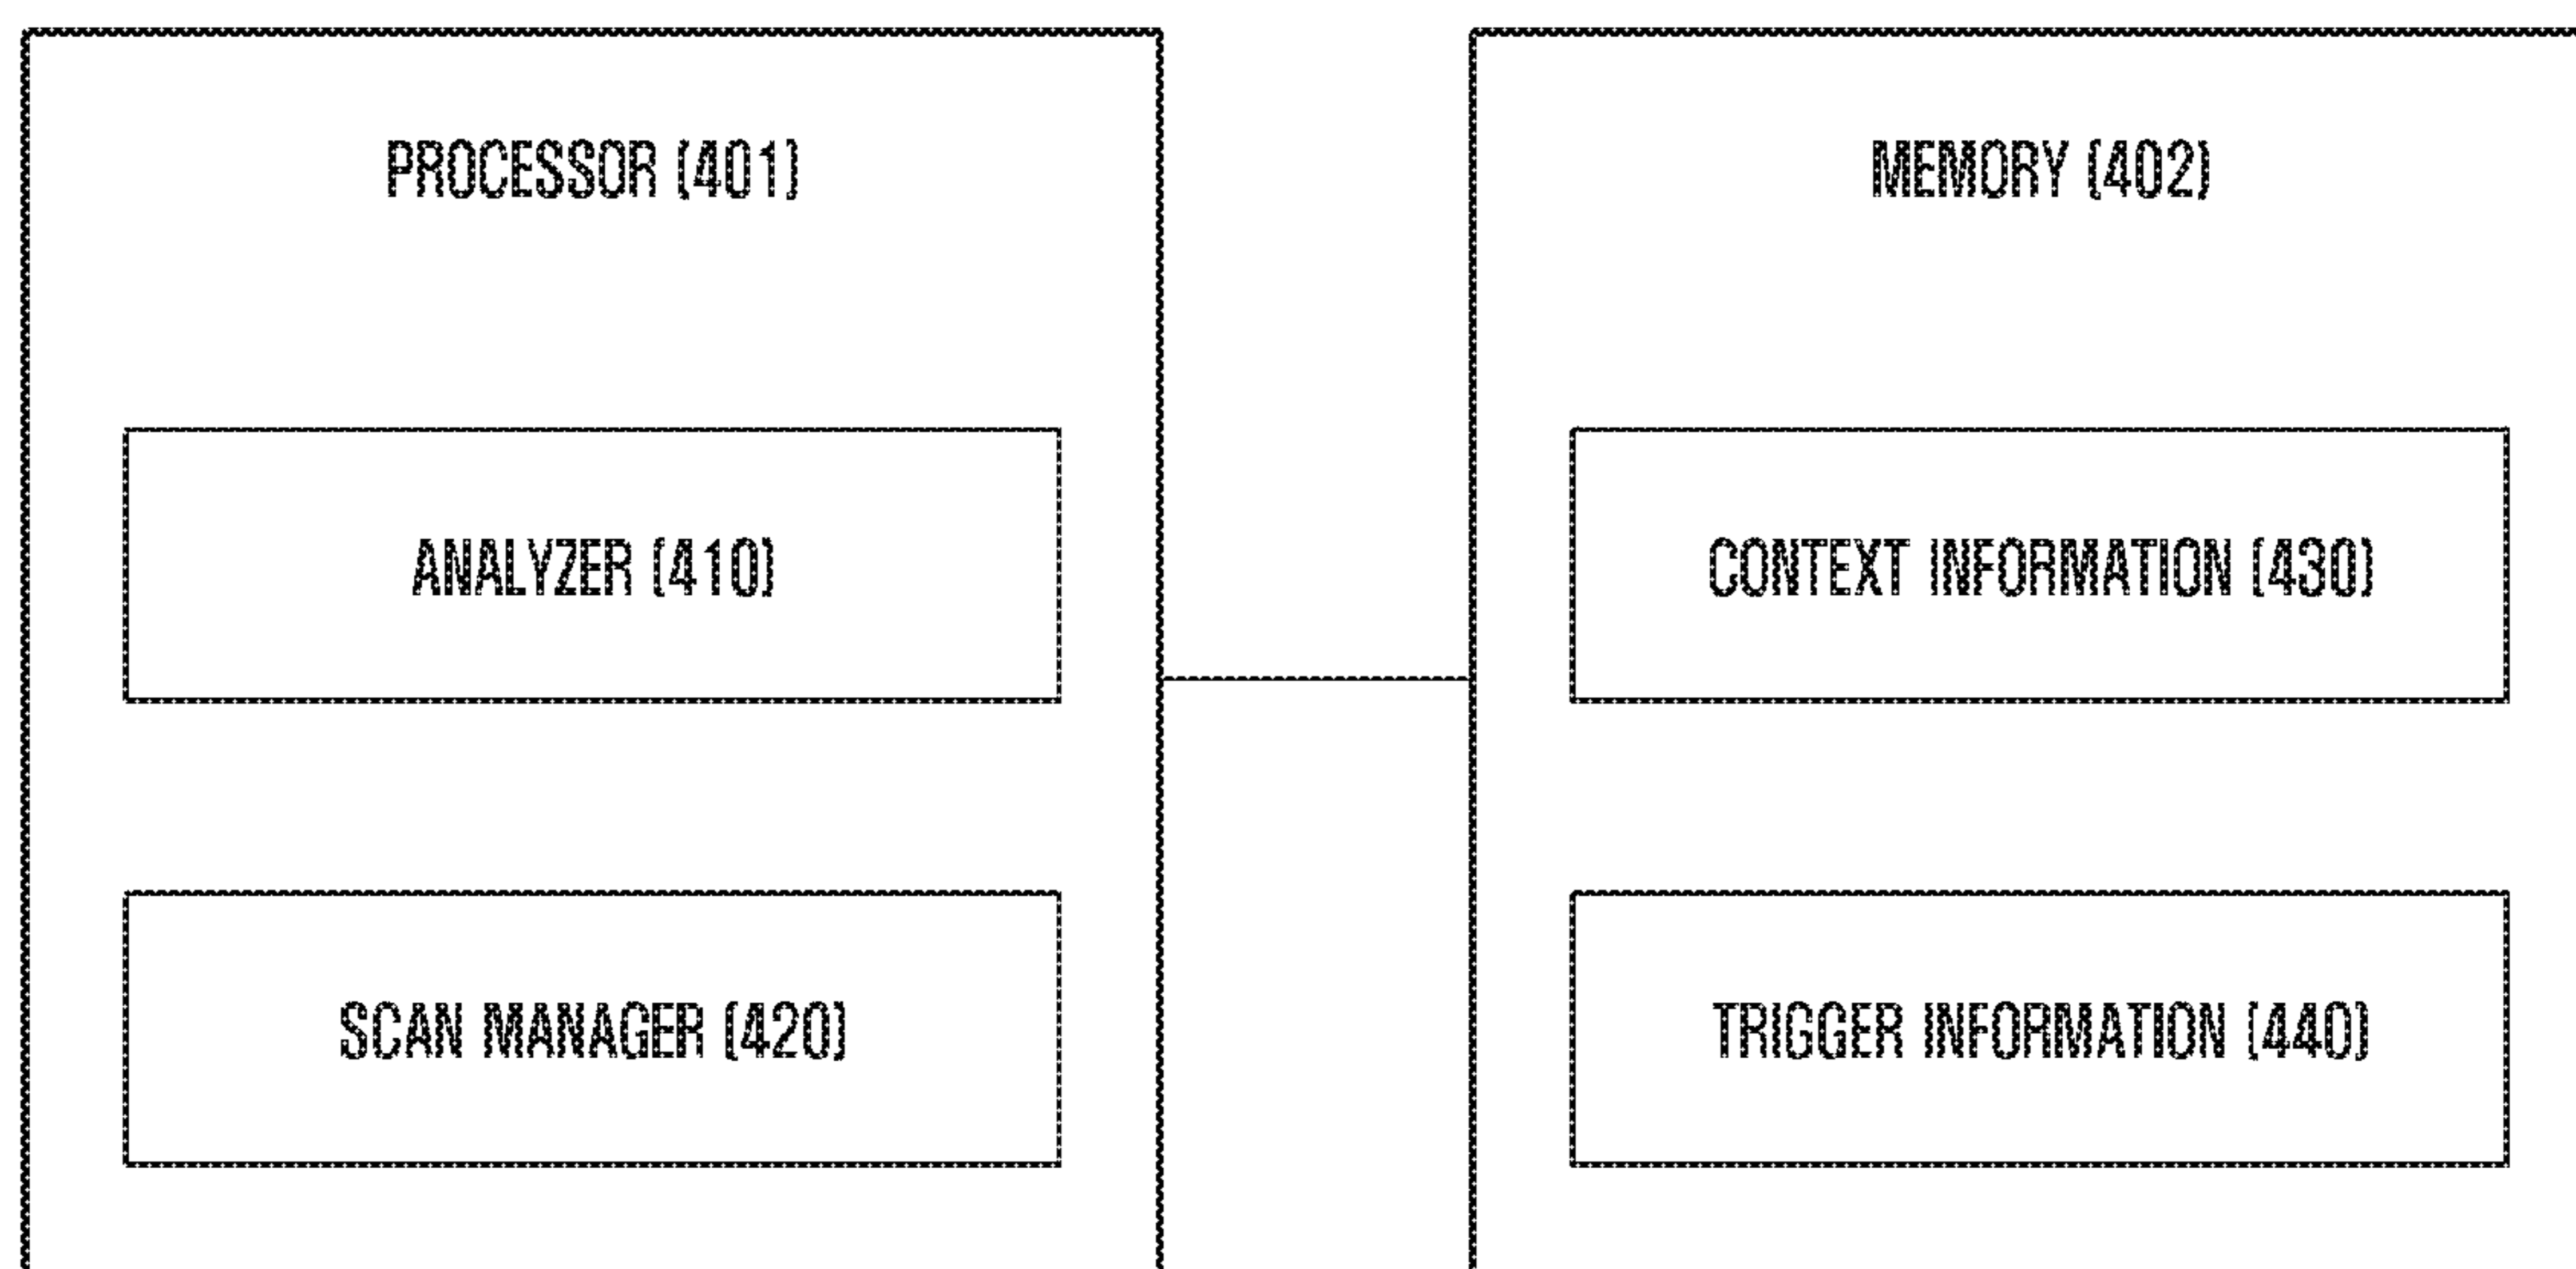 PROCESSOR (401)
ANALYZER (410)
SCAN MANAGER (420)
MEMORY (402)
CONTEXT INFORMATION (430)
TRIGGER INFORMATION (440)